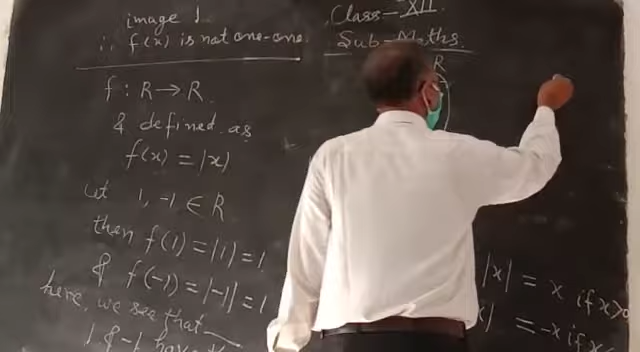 image 1.
∴ f(x) is not one-one.
f : R → R.
& defined as
f(x) = |x|
Let 1, -1 ∈ R
then f(1) = |1| = 1
& f(-1) = |-1| = 1
here, we see that
1 & -1 have
Class - XII
Sub - Maths.
R
|x| = x if x>0
x| = -x if x<